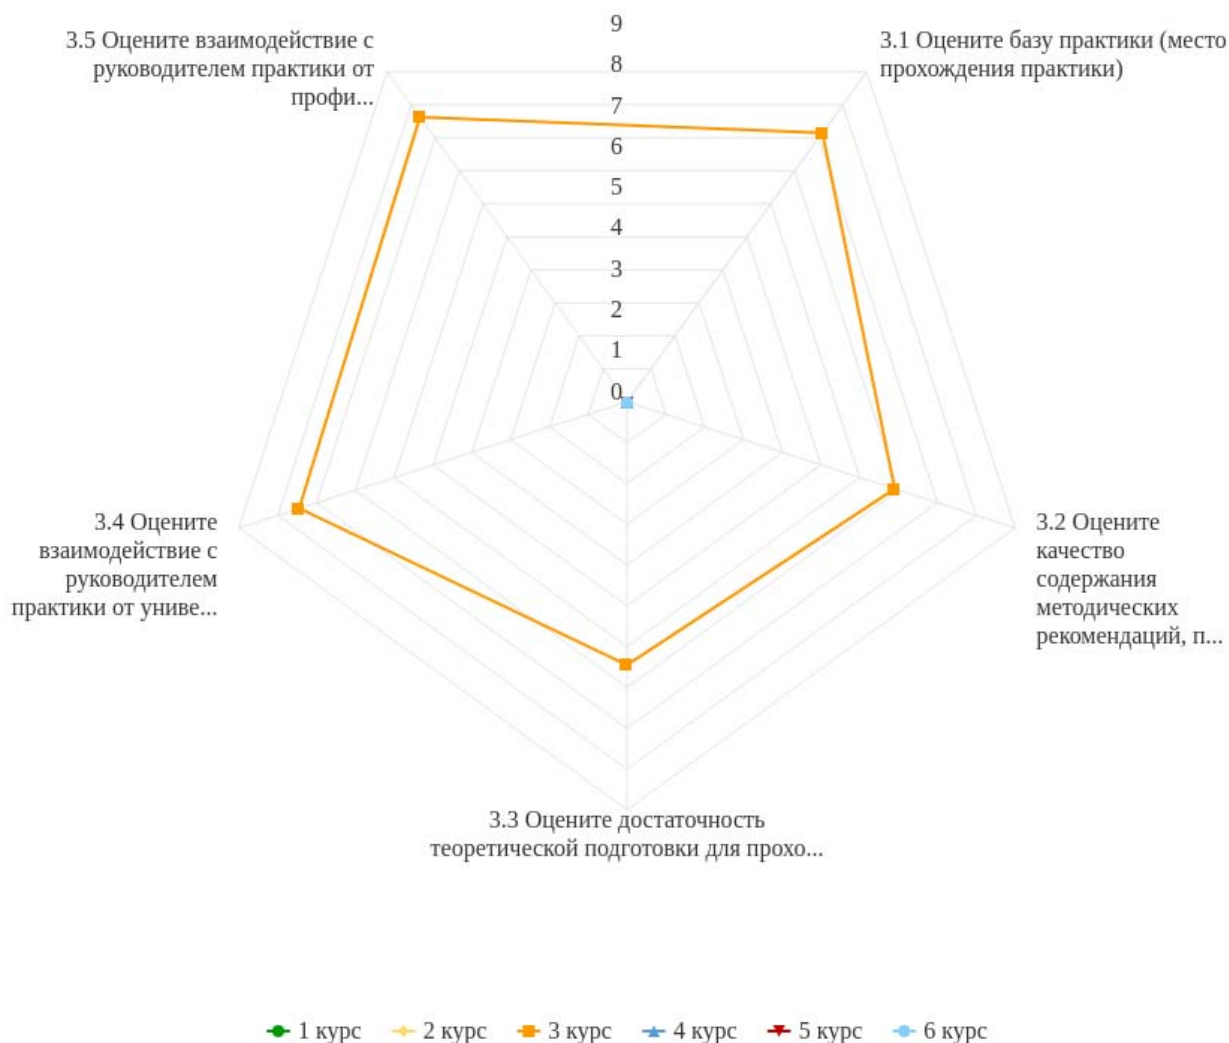 9
3.5 Оцените взаимодействие с
руководителем практики от
профи...
3.1 Оцените базу практики (место
прохождения практики)
8
7
6
5
4
3
2
1
0
3.4 Оцените
взаимодействие с
руководителем
практики от униве...
3.2 Оцените
качество
содержания
методических
рекомендаций, п...
3.3 Оцените достаточность
теоретической подготовки для прохо...
1 курс 2 курс 3 курс 4 курс 5 курс 6 курс